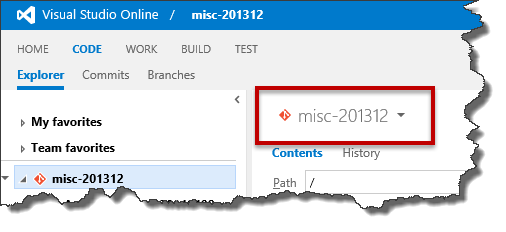 Visual Studio Online / misc-201312
HOME CODE WORK BUILD TEST
Explorer Commits Branches
My favorites
Team favorites
misc-201312
misc-201312
Contents History
Path /